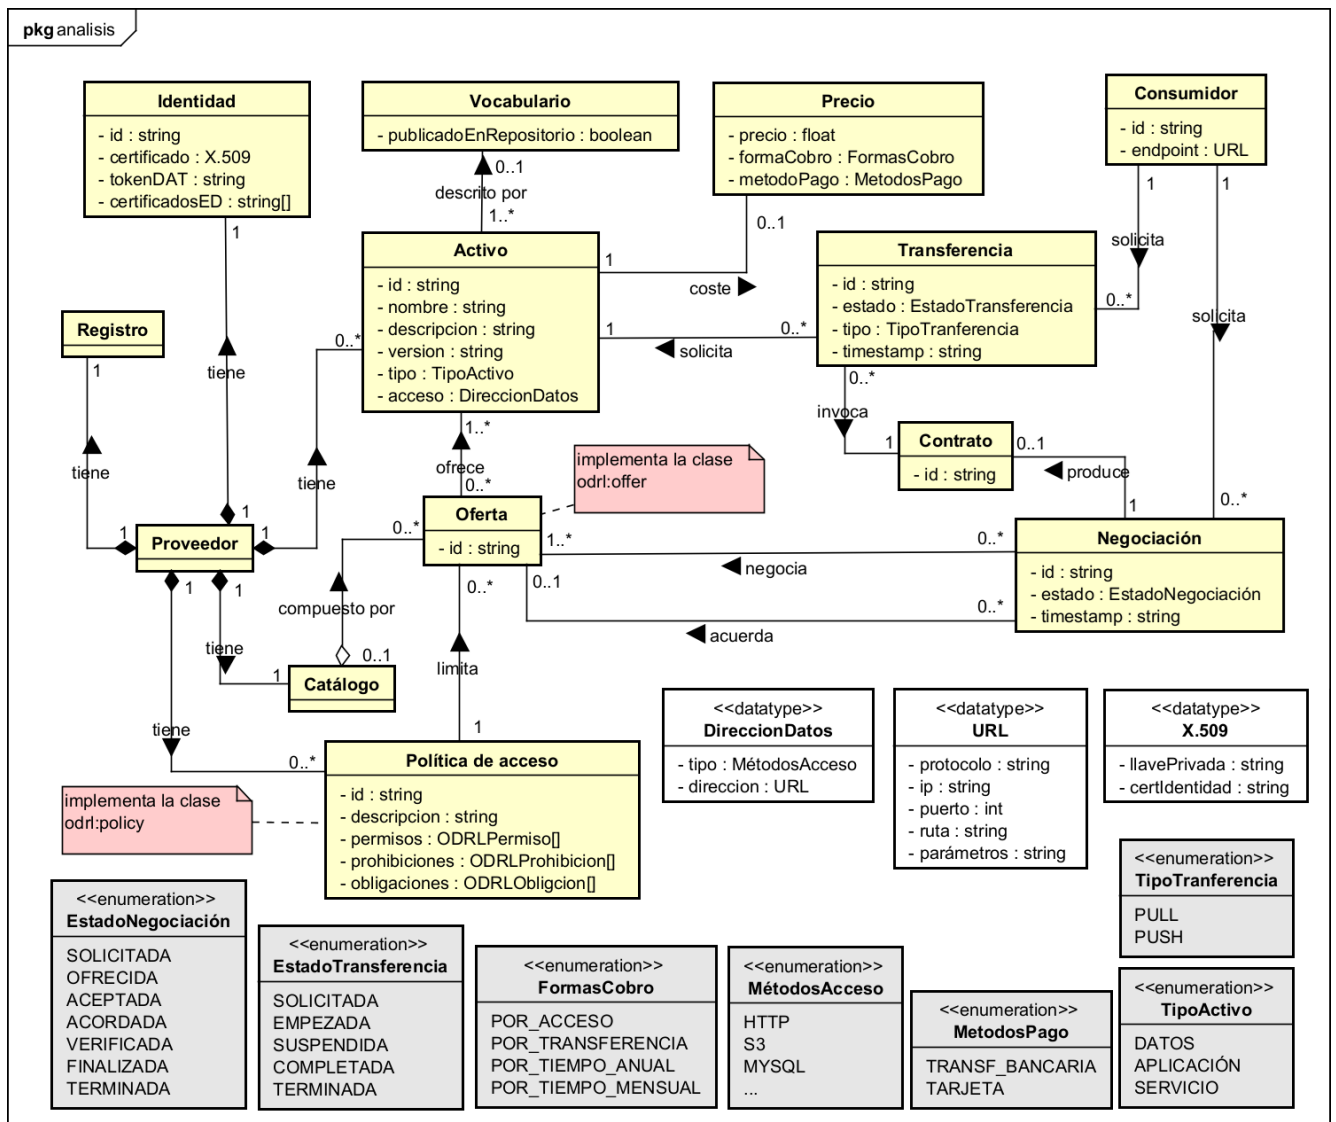 pkg analisis
Identidad
- id : string
- certificado : X.509
- tokenDAT : string
- certificadosED : string[]
Vocabulario
- publicadoEnRepositorio : boolean
Precio
- precio : float
- formaCobro : FormasCobro
- metodoPago : MetodosPago
Consumidor
- id : string
- endpoint : URL
0..1
descrito por
1..*
1
0..1
1
1
1
Activo
- id : string
- nombre : string
- descripcion : string
- version : string
- tipo : TipoActivo
- acceso : DireccionDatos
1
coste
Transferencia
- id : string
- estado : EstadoTransferencia
- tipo : TipoTranferencia
- timestamp : string
solicita
0..*
solicita
Registro
1
tiene
0..*
1
solicita
0..*
0..*
invoca
1
Contrato
- id : string
0..1
produce
1
0..*
tiene
tiene
1..*
ofrece
0..*
implementa la clase
odrl:offer
Proveedor
1
1
1
1
1
0..*
Oferta
- id : string
1..*
negocia
0..*
0..1
acuerda
0..*
Negociación
- id : string
- estado : EstadoNegociación
- timestamp : string
compuesto por
0..1
tiene
1
Catálogo
0..*
limita
1
tiene
0..*
Política de acceso
- id : string
- descripcion : string
- permisos : ODRLPermiso[]
- prohibiciones : ODRLProhibicion[]
- obligaciones : ODRLObligcion[]
implementa la clase
odrl:policy
<<datatype>>
DireccionDatos
- tipo : MétodosAcceso
- direccion : URL
<<datatype>>
URL
- protocolo : string
- ip : string
- puerto : int
- ruta : string
- parámetros : string
<<datatype>>
X.509
- llavePrivada : string
- certIdentidad : string
<<enumeration>>
TipoTranferencia
PULL
PUSH
<<enumeration>>
EstadoNegociación
SOLICITADA
OFRECIDA
ACEPTADA
ACORDADA
VERIFICADA
FINALIZADA
TERMINADA
<<enumeration>>
EstadoTransferencia
SOLICITADA
EMPEZADA
SUSPENDIDA
COMPLETADA
TERMINADA
<<enumeration>>
FormasCobro
POR_ACCESO
POR_TRANSFERENCIA
POR_TIEMPO_ANUAL
POR_TIEMPO_MENSUAL
<<enumeration>>
MétodosAcceso
HTTP
S3
MYSQL
...
<<enumeration>>
MetodosPago
TRANSF_BANCARIA
TARJETA
<<enumeration>>
TipoActivo
DATOS
APLICACIÓN
SERVICIO